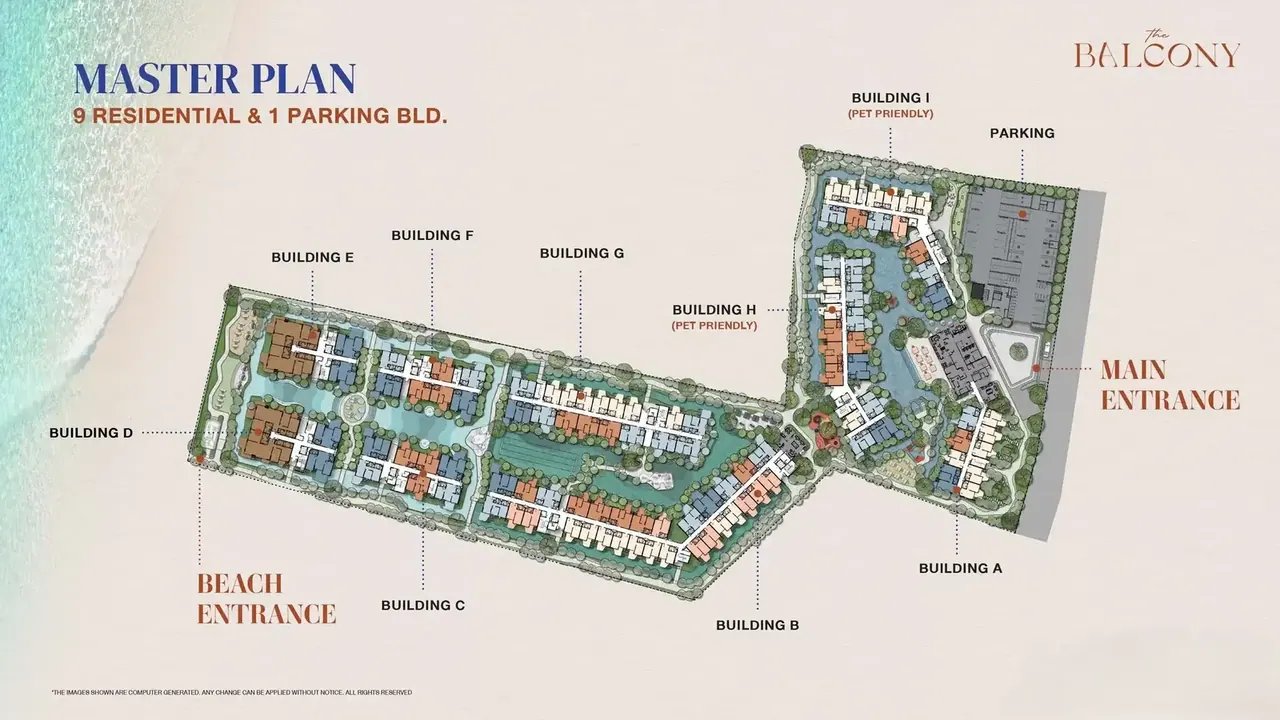 MASTER PLAN
9 RESIDENTIAL & 1 PARKING BLD.
the
BALCONY
BUILDING I
(PET FRIENDLY)
PARKING
BUILDING F
BUILDING E
BUILDING G
BUILDING H
(PET FRIENDLY)
MAIN
ENTRANCE
BUILDING D
BUILDING A
BEACH
ENTRANCE
BUILDING C
BUILDING B
*THE IMAGES SHOWN ARE COMPUTER GENERATED. ANY CHANGE CAN BE APPLIED WITHOUT NOTICE. ALL RIGHTS RESERVED